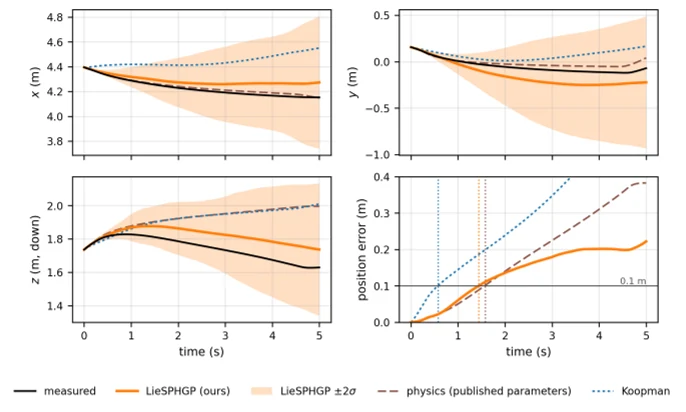 4.8
4.6
4.4
4.2
4.0
3.8
x (m)
0.5
0.0
−0.5
−1.0
y (m)
2.0
1.8
1.6
1.4
z (m, down)
0 1 2 3 4 5
time (s)
0.4
0.3
0.2
0.1
0.0
position error (m)
0.1 m
0 1 2 3 4 5
time (s)
measured LieSPHGP (ours) LieSPHGP ±2σ physics (published parameters) Koopman